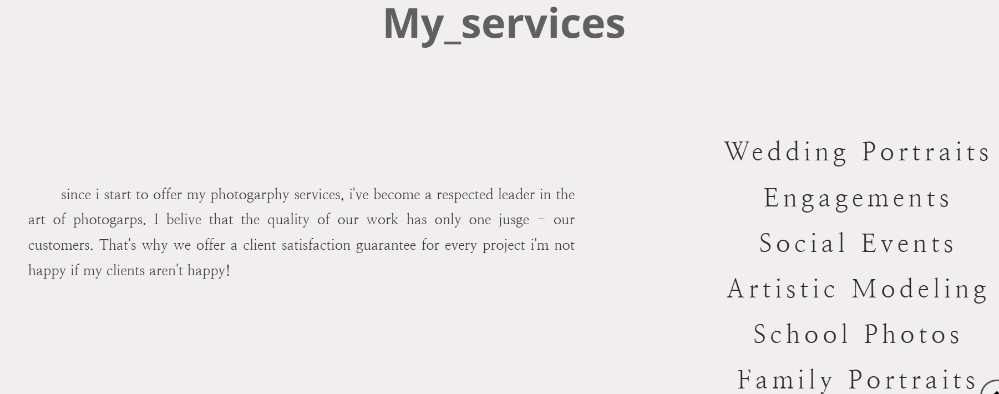 My_services
since i start to offer my photogarphy services, i've become a respected leader in the
art of photogarps. I belive that the quality of our work has only one jusge – our
customers. That's why we offer a client satisfaction guarantee for every project i'm not
happy if my clients aren't happy!
Wedding Portraits
Engagements
Social Events
Artistic Modeling
School Photos
Family Portraits